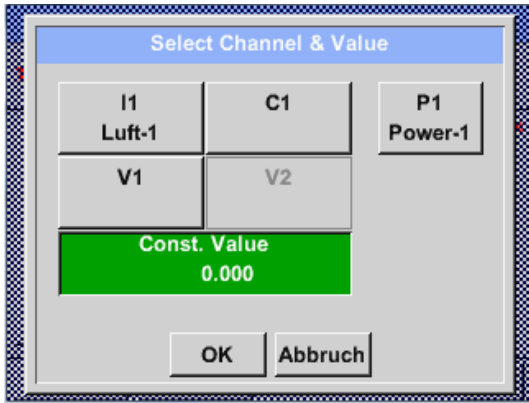 Select Channel & Value
I1 C1 P1
Luft-1 Power-1
V1 V2
Const. Value
0.000
OK Abbruch